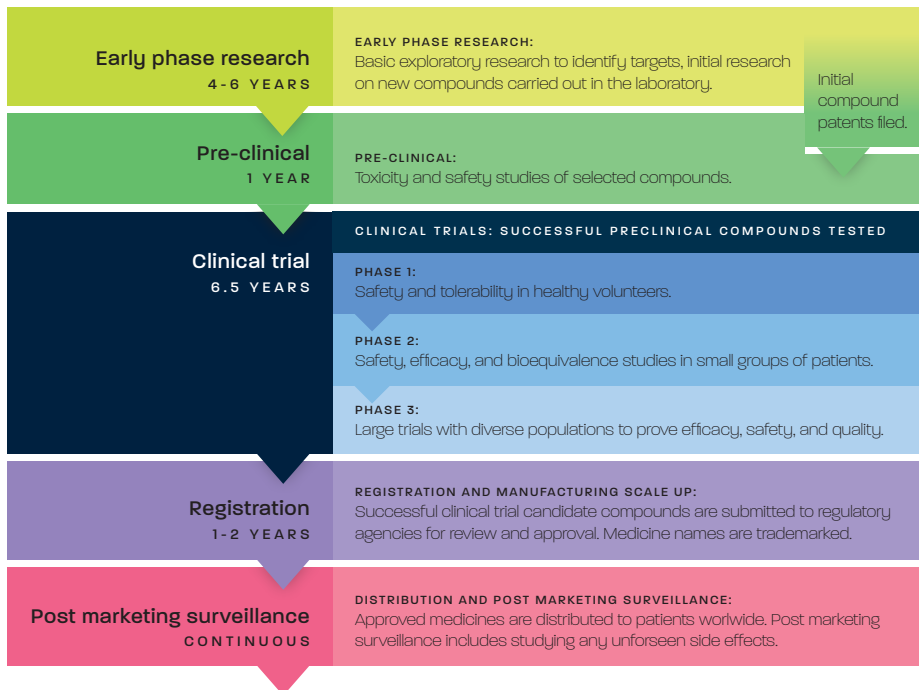 Early phase research
4-6 YEARS
EARLY PHASE RESEARCH:
Basic exploratory research to identify targets, initial research
on new compounds carried out in the laboratory.
Initial
compound
patents filed.
Pre-clinical
1 YEAR
PRE-CLINICAL:
Toxicity and safety studies of selected compounds.
Clinical trial
6.5 YEARS
CLINICAL TRIALS: SUCCESSFUL PRECLINICAL COMPOUNDS TESTED
PHASE 1:
Safety and tolerability in healthy volunteers.
PHASE 2:
Safety, efficacy, and bioequivalence studies in small groups of patients.
PHASE 3:
Large trials with diverse populations to prove efficacy, safety, and quality.
Registration
1-2 YEARS
REGISTRATION AND MANUFACTURING SCALE UP:
Successful clinical trial candidate compounds are submitted to regulatory
agencies for review and approval. Medicine names are trademarked.
Post marketing surveillance
CONTINUOUS
DISTRIBUTION AND POST MARKETING SURVEILLANCE:
Approved medicines are distributed to patients worlwide. Post marketing
surveillance includes studying any unforseen side effects.